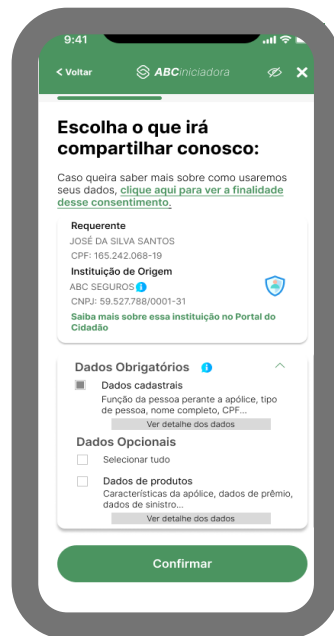 9:41
< Voltar
ABCiniciadora
Escolha o que irá
compartilhar conosco:
Caso queira saber mais sobre como usaremos
seus dados, clique aqui para ver a finalidade
desse consentimento.
Requerente
JOSÉ DA SILVA SANTOS
CPF: 165.242.068-19
Instituição de Origem
ABC SEGUROS
CNPJ: 59.527.788/0001-31
Saiba mais sobre essa instituição no Portal do
Cidadão
Dados Obrigatórios
Dados cadastrais
Função da pessoa perante a apólice, tipo
de pessoa, nome completo, CPF...
Ver detalhe dos dados
Dados Opcionais
Selecionar tudo
Dados de produtos
Características da apólice, dados de prêmio,
dados de sinistro...
Ver detalhe dos dados
Confirmar